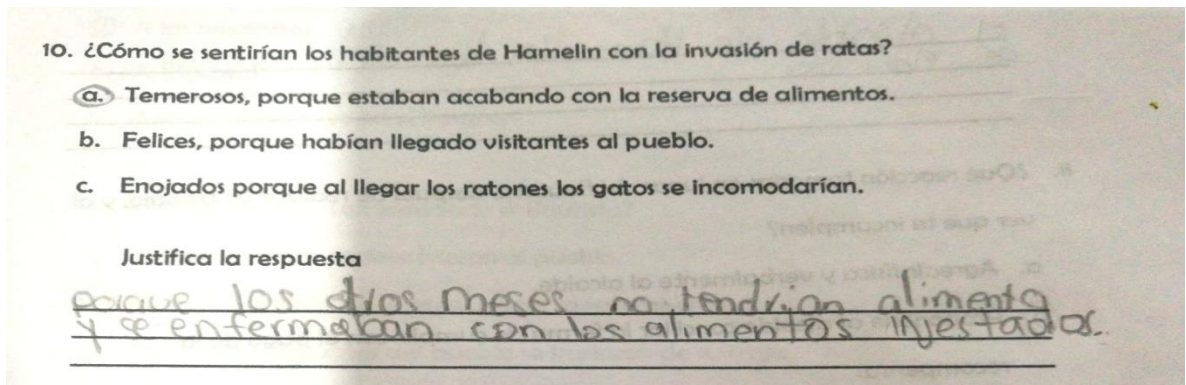 10. ¿Cómo se sentirían los habitantes de Hamelin con la invasión de ratas?
a. Temerosos, porque estaban acabando con la reserva de alimentos.
b. Felices, porque habían llegado visitantes al pueblo.
c. Enojados porque al llegar los ratones los gatos se incomodarían.
Justifica la respuesta
porque los otros meses no tendrian alimento
y se enfermaban con los alimentos injestados.